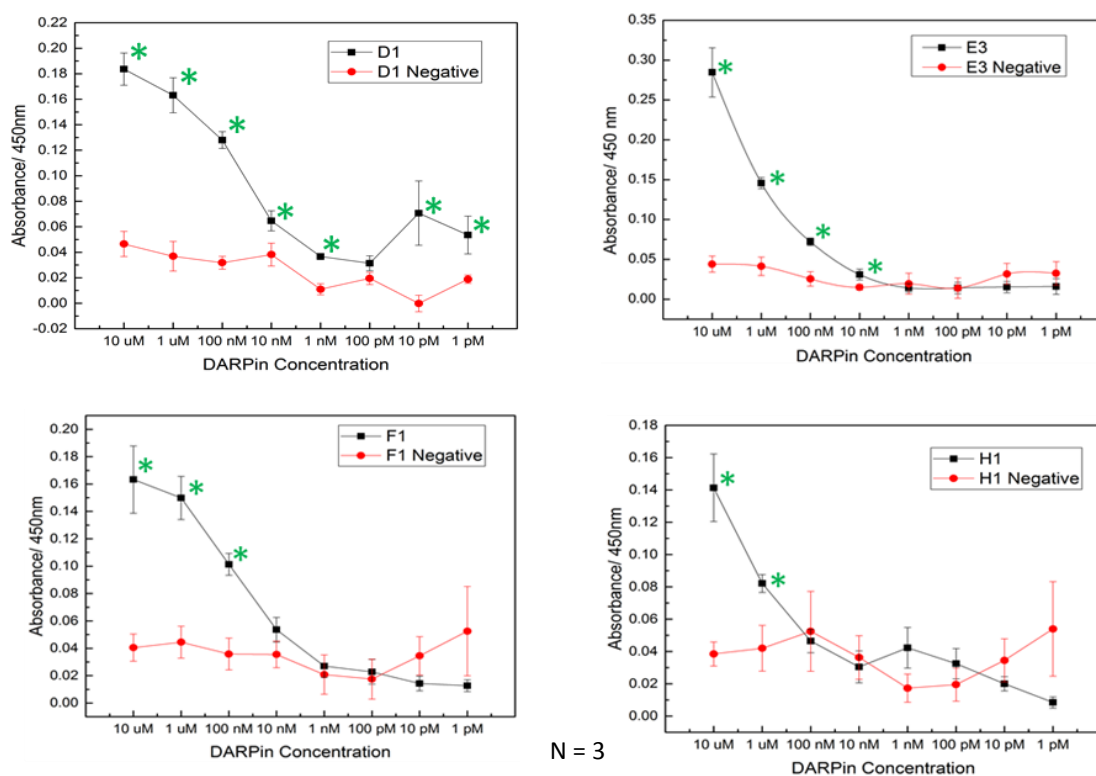 0.22
0.20
0.18
0.16
0.14
0.12
0.10
0.08
0.06
0.04
0.02
0.00
-0.02
Absorbance/ 450nm
D1
D1 Negative
*
*
*
*
*
*
*
10 uM 1 uM 100 nM 10 nM 1 nM 100 pM 10 pM 1 pM
DARPin Concentration
0.30
0.25
0.20
0.15
0.10
0.05
0.00
Absorbance/ 450 nm
E3
E3 Negative
*
*
*
*
10 uM 1 uM 100 nM 10 nM 1 nM 100 pM 10 pM 1 pM
DARPin Concentration
0.20
0.18
0.16
0.14
0.12
0.10
0.08
0.06
0.04
0.02
0.00
Absorbance/ 450nm
F1
F1 Negative
*
*
*
10 uM 1 uM 100 nM 10 nM 1 nM 100 pM 10 pM 1 pM
DARPin Concentration
0.18
0.16
0.14
0.12
0.10
0.08
0.06
0.04
0.02
0.00
Absorbance/ 450nm
H1
H1 Negative
*
*
10 uM 1 uM 100 nM 10 nM 1 nM 100 pM 10 pM 1 pM
DARPin Concentration
N = 3